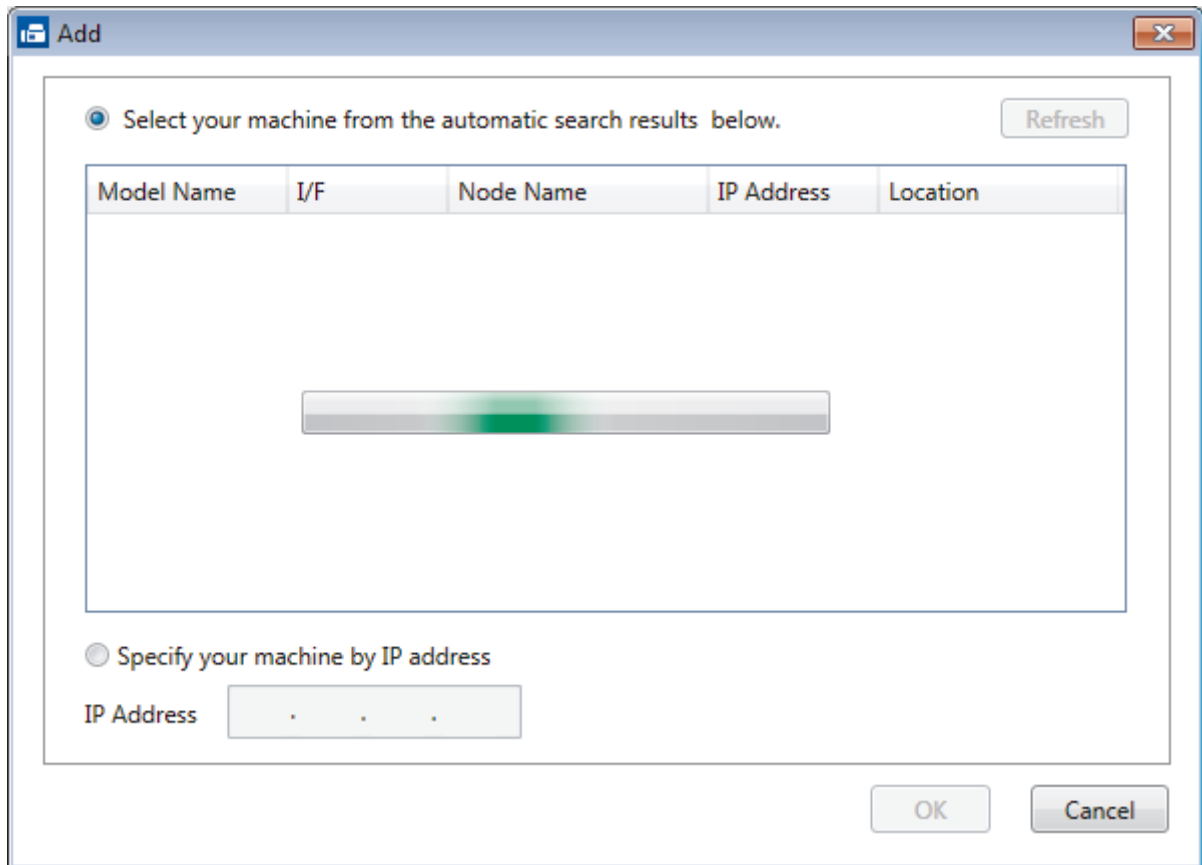 Add
Select your machine from the automatic search results below.
Refresh
Model Name I/F Node Name IP Address Location
Specify your machine by IP address
IP Address . . .
OK Cancel